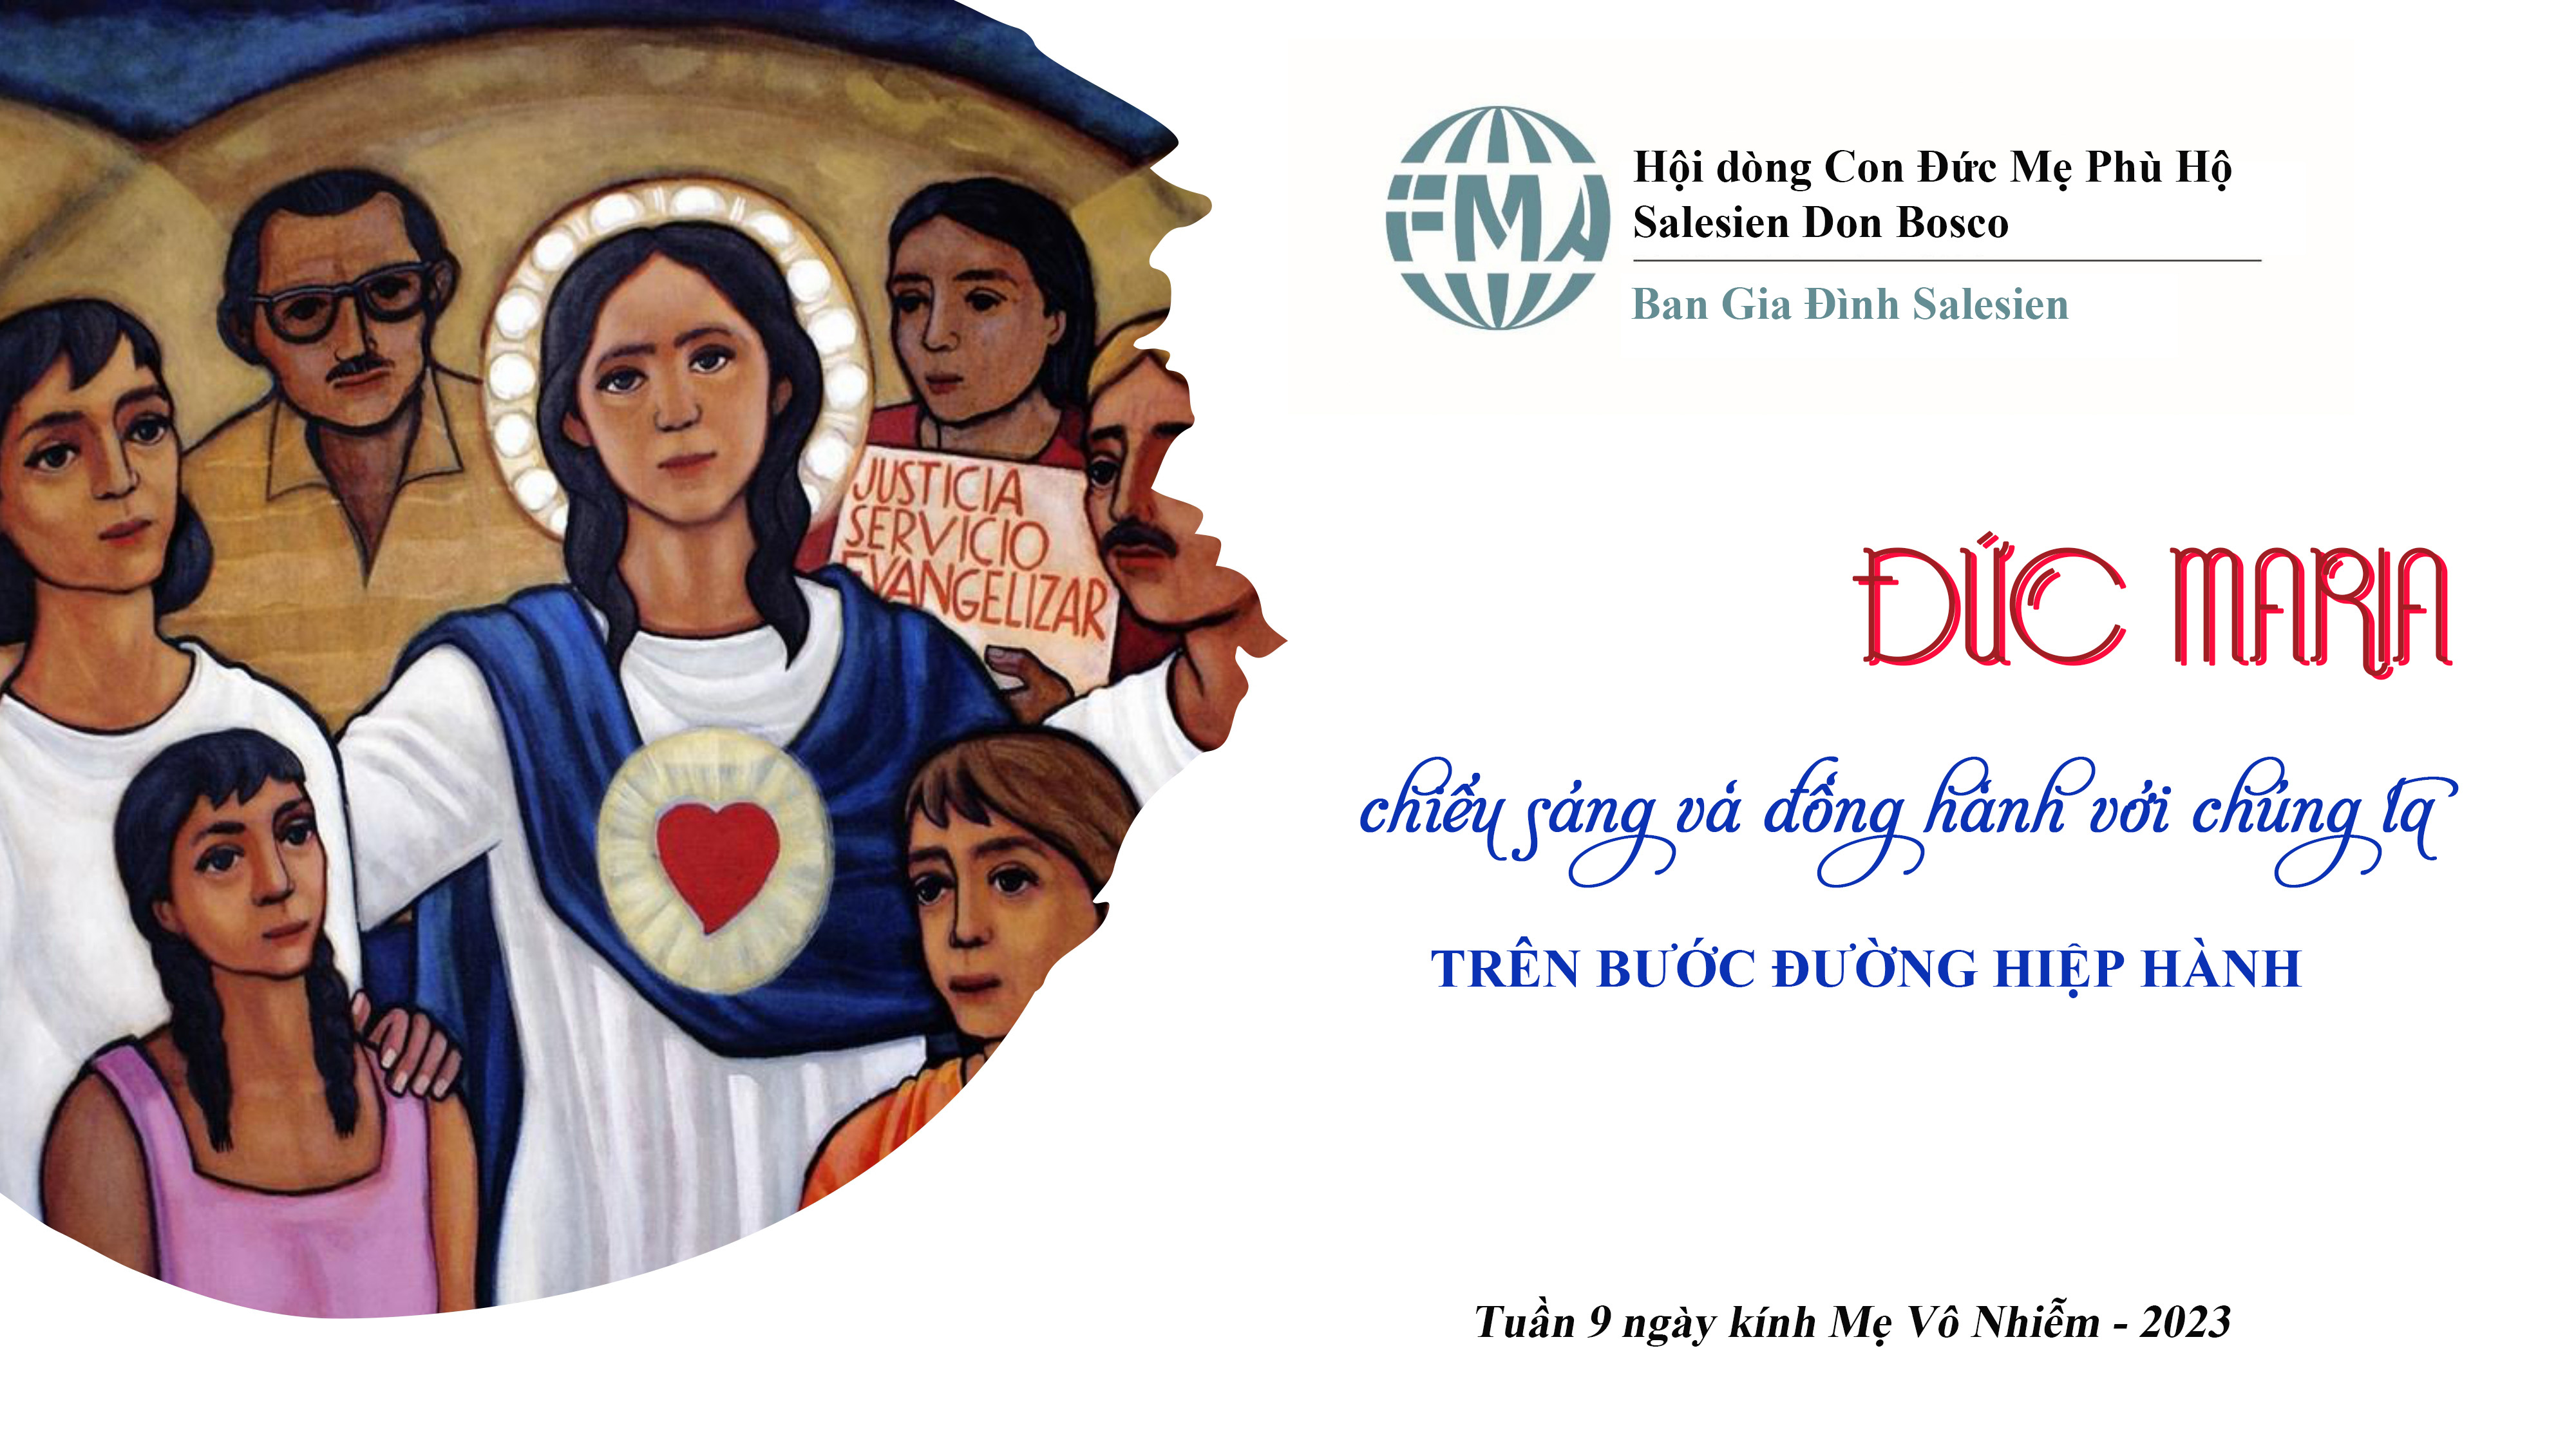 FMA
Hội dòng Con Đức Mẹ Phù Hộ
Salesien Don Bosco
Ban Gia Đình Salesien
JUSTICIA
SERVICIO
EVANGELIZAR
ĐỨC MARIA
chiếu sáng và đồng hành với chúng ta
TRÊN BƯỚC ĐƯỜNG HIỆP HÀNH
Tuần 9 ngày kính Mẹ Vô Nhiễm - 2023